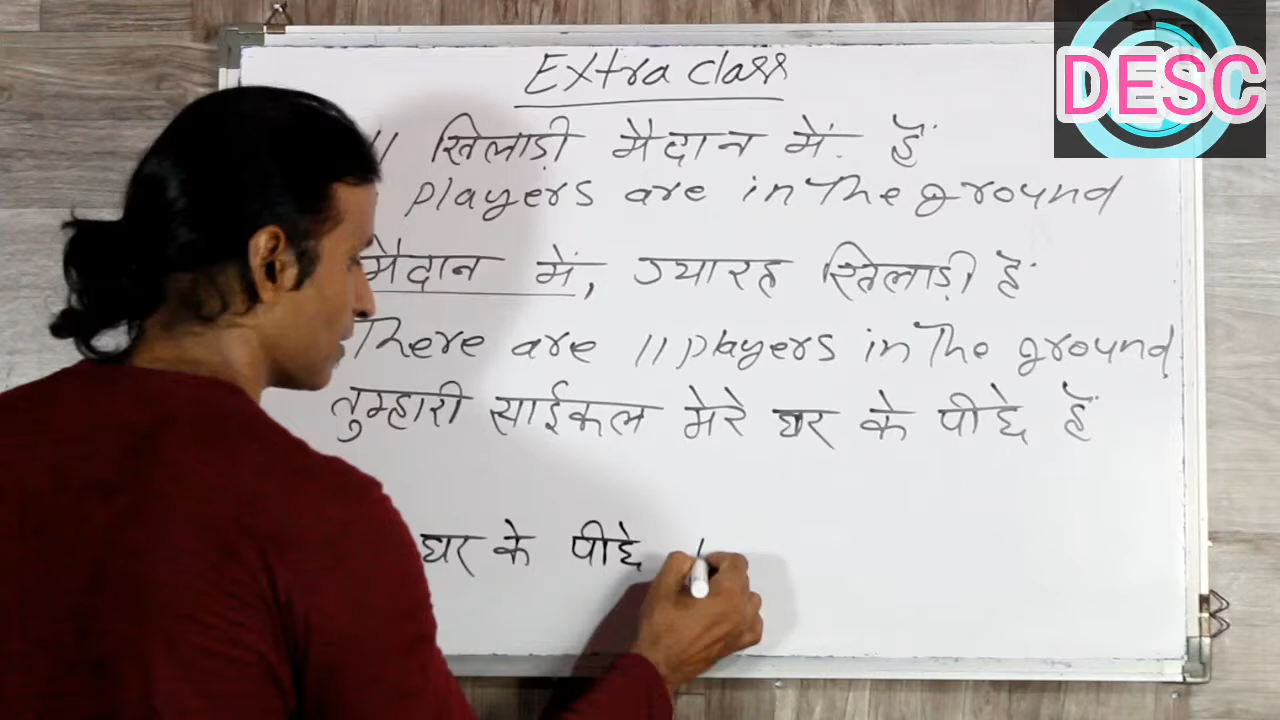 Extra class
DESC
11 खिलाड़ी मैदान में हैं
players are in the ground
मैदान में, ग्यारह खिलाड़ी हैं
There are 11 players in the ground
तुम्हारी साईकल मेरे घर के पीछे हैं
घर के पीछे